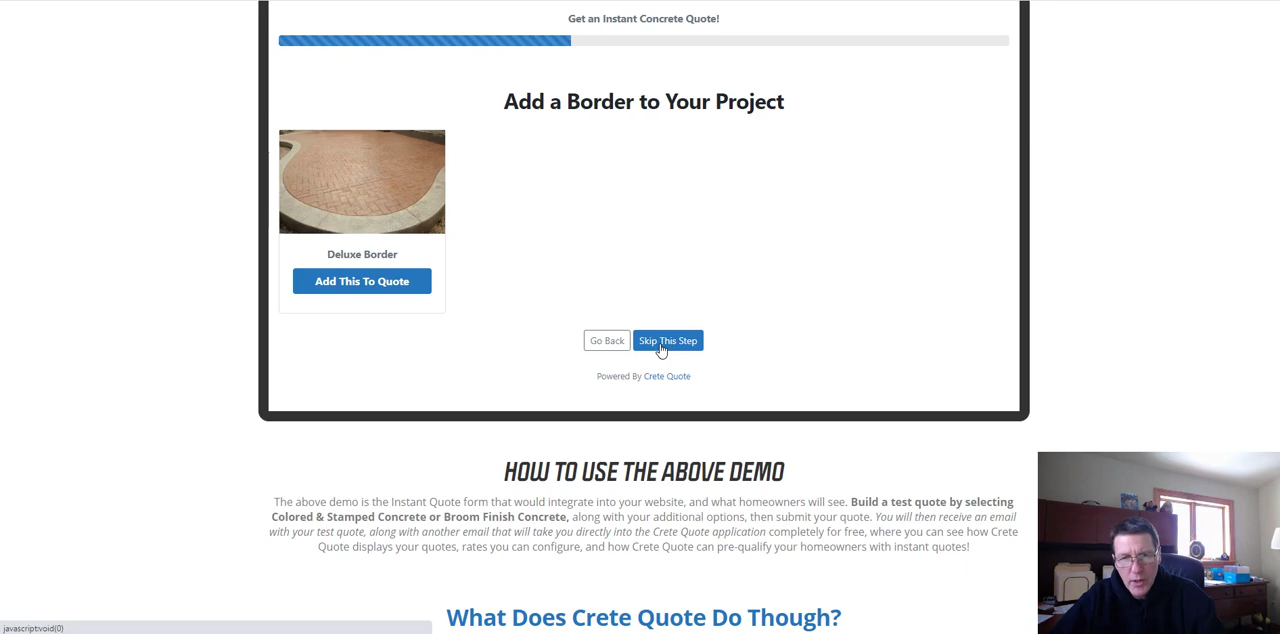 Get an Instant Concrete Quote!
Add a Border to Your Project
Deluxe Border
Add This To Quote
Go Back
Skip This Step
Powered By Crete Quote
HOW TO USE THE ABOVE DEMO
The above demo is the Instant Quote form that would integrate into your website, and what homeowners will see. Build a test quote by selecting
Colored & Stamped Concrete or Broom Finish Concrete, along with your additional options, then submit your quote. You will then receive an email
with your test quote, along with another email that will take you directly into the Crete Quote application completely for free, where you can see how Crete
Quote displays your quotes, rates you can configure, and how Crete Quote can pre-qualify your homeowners with instant quotes!
What Does Crete Quote Do Though?
javascript:void(0)